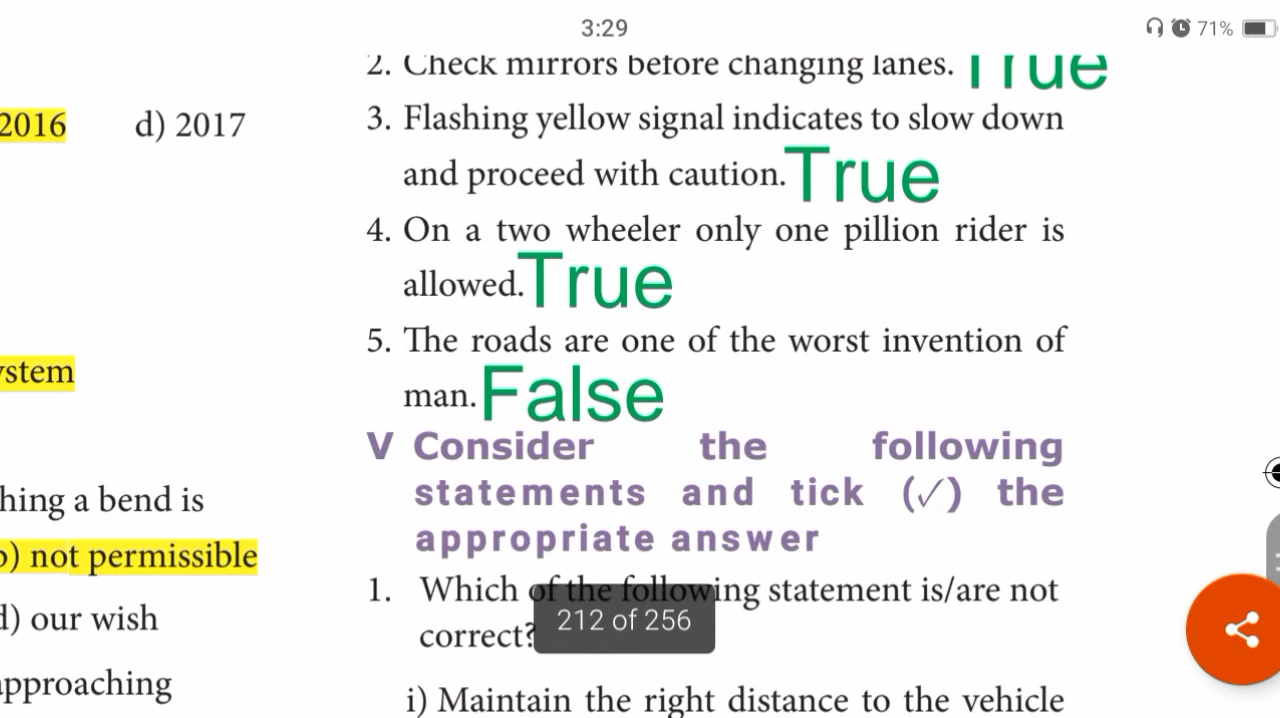 3:29
71%
2. Check mirrors before changing lanes. True
2016 d) 2017
3. Flashing yellow signal indicates to slow down
and proceed with caution. True
4. On a two wheeler only one pillion rider is
allowed. True
5. The roads are one of the worst invention of
man. False
ystem
V Consider the following
statements and tick (✓) the
appropriate answer
hing a bend is
b) not permissible
d) our wish
approaching
1. Which of the following statement is/are not
correct?
212 of 256
i) Maintain the right distance to the vehicle